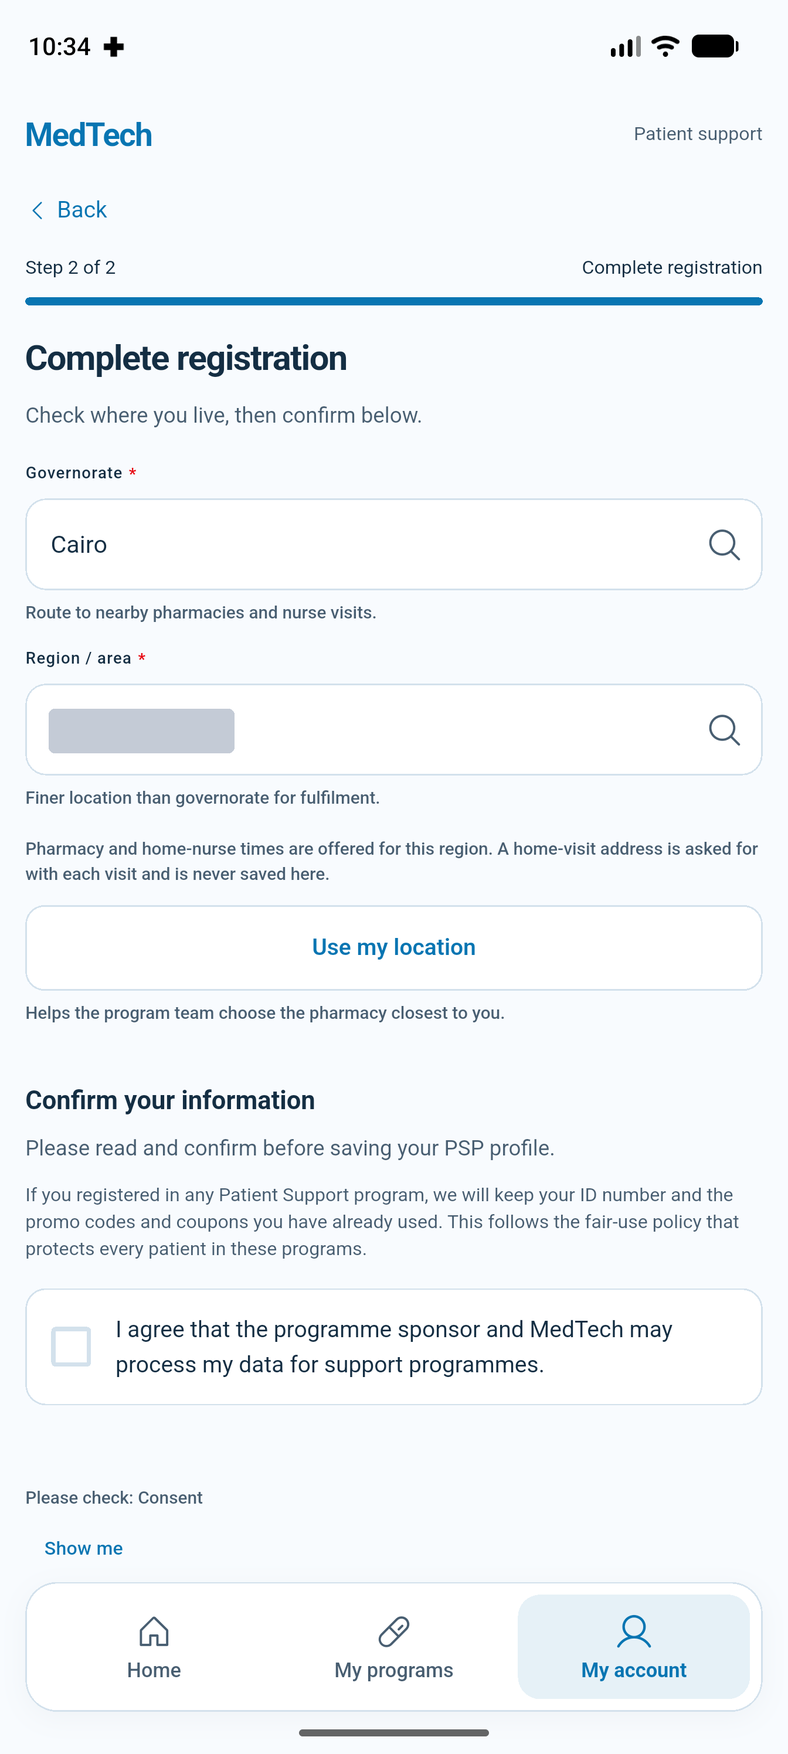 10:34
MedTech
Patient support
Back
Step 2 of 2
Complete registration
Complete registration
Check where you live, then confirm below.
Governorate *
Cairo
Route to nearby pharmacies and nurse visits.
Region / area *
Finer location than governorate for fulfilment.
Pharmacy and home-nurse times are offered for this region. A home-visit address is asked for
with each visit and is never saved here.
Use my location
Helps the program team choose the pharmacy closest to you.
Confirm your information
Please read and confirm before saving your PSP profile.
If you registered in any Patient Support program, we will keep your ID number and the
promo codes and coupons you have already used. This follows the fair-use policy that
protects every patient in these programs.
I agree that the programme sponsor and MedTech may
process my data for support programmes.
Please check: Consent
Show me
Home
My programs
My account